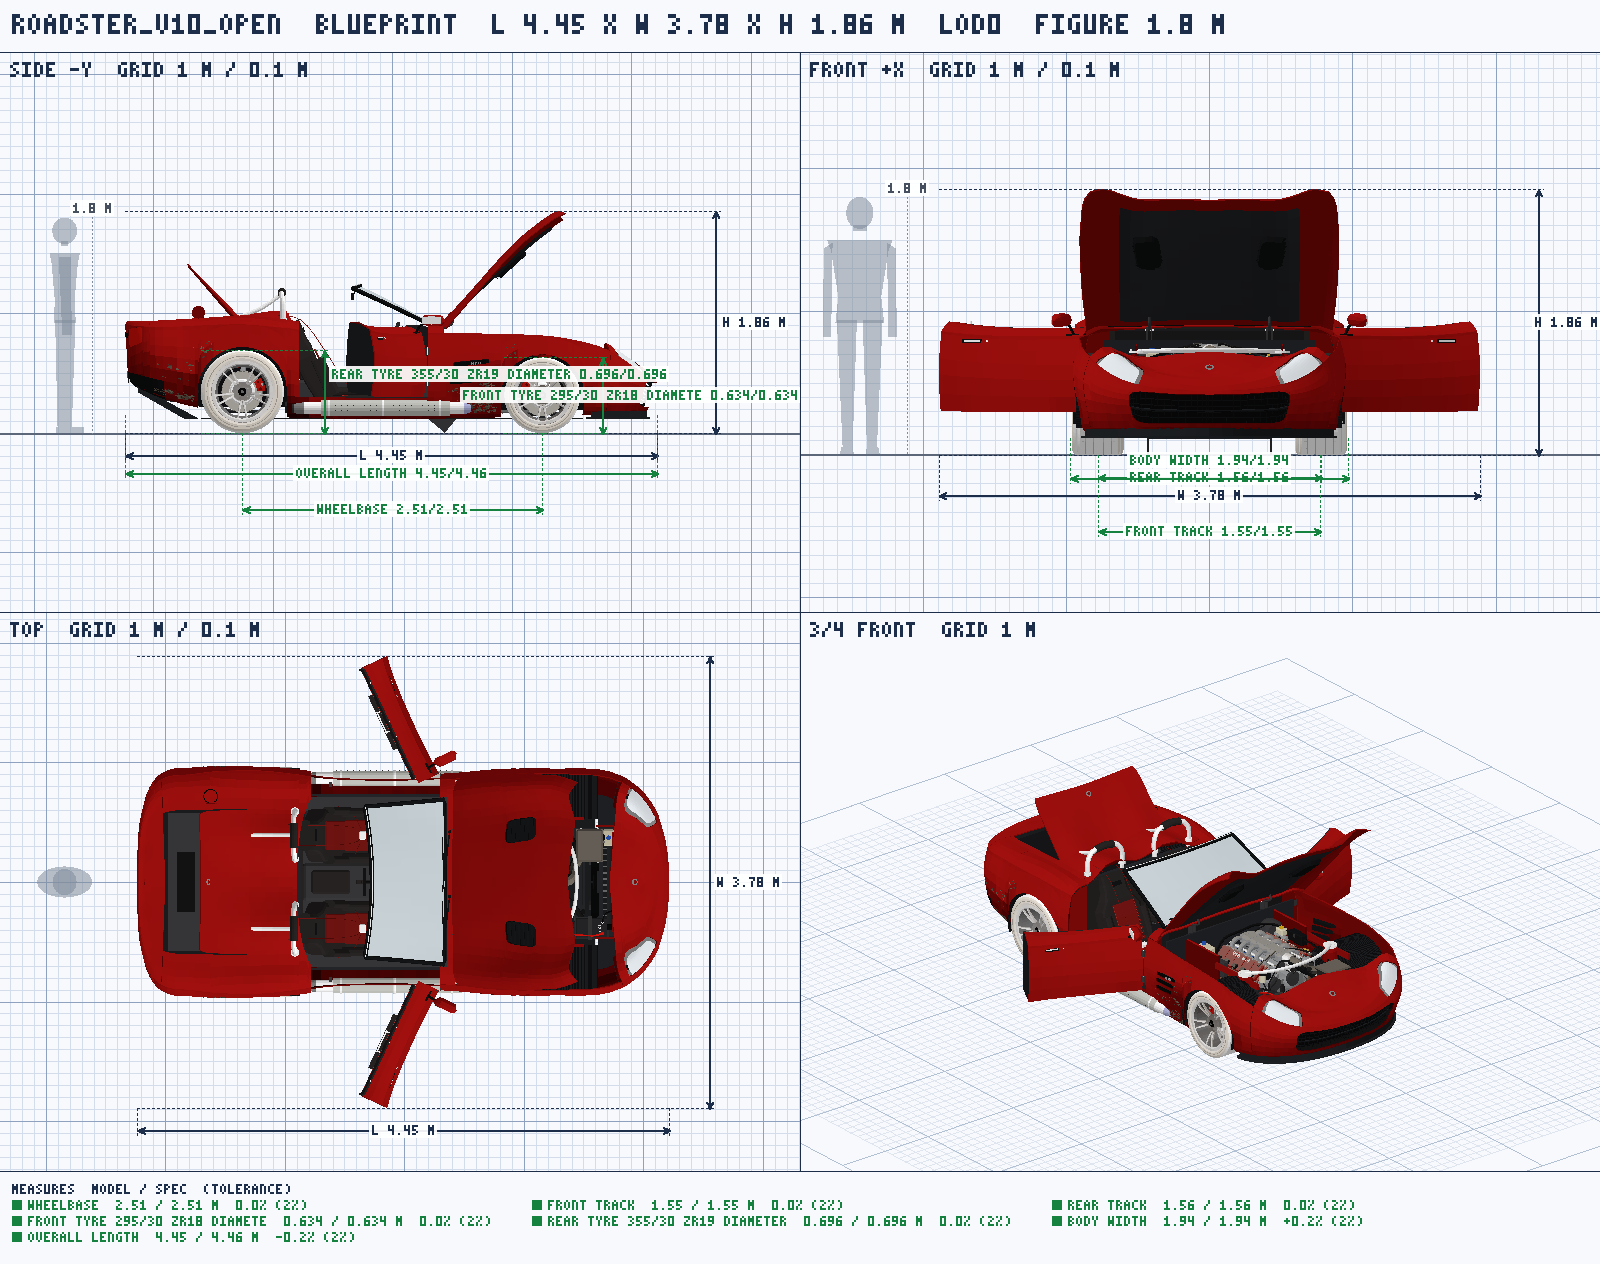 ROADSTER_V10_OPEN BLUEPRINT L 4.45 X W 3.78 X H 1.86 M LOD0 FIGURE 1.8 M
SIDE -Y GRID 1 M / 0.1 M
1.8 M
H 1.86 M
REAR TYRE 355/30 ZR19 DIAMETER 0.696/0.696
FRONT TYRE 295/30 ZR18 DIAMETE 0.634/0.634
L 4.45 M
OVERALL LENGTH 4.45/4.46
WHEELBASE 2.51/2.51
FRONT +X GRID 1 M / 0.1 M
1.8 M
H 1.86 M
BODY WIDTH 1.94/1.94
REAR TRACK 1.56/1.56
W 3.78 M
FRONT TRACK 1.55/1.55
TOP GRID 1 M / 0.1 M
W 3.78 M
L 4.45 M
3/4 FRONT GRID 1 M
MEASURES MODEL / SPEC (TOLERANCE)
WHEELBASE 2.51 / 2.51 M 0.0% (2%)
FRONT TRACK 1.55 / 1.55 M 0.0% (2%)
REAR TRACK 1.56 / 1.56 M 0.0% (2%)
FRONT TYRE 295/30 ZR18 DIAMETE 0.634 / 0.634 M 0.0% (2%)
REAR TYRE 355/30 ZR19 DIAMETER 0.696 / 0.696 M 0.0% (2%)
BODY WIDTH 1.94 / 1.94 M +0.2% (2%)
OVERALL LENGTH 4.45 / 4.46 M -0.2% (2%)